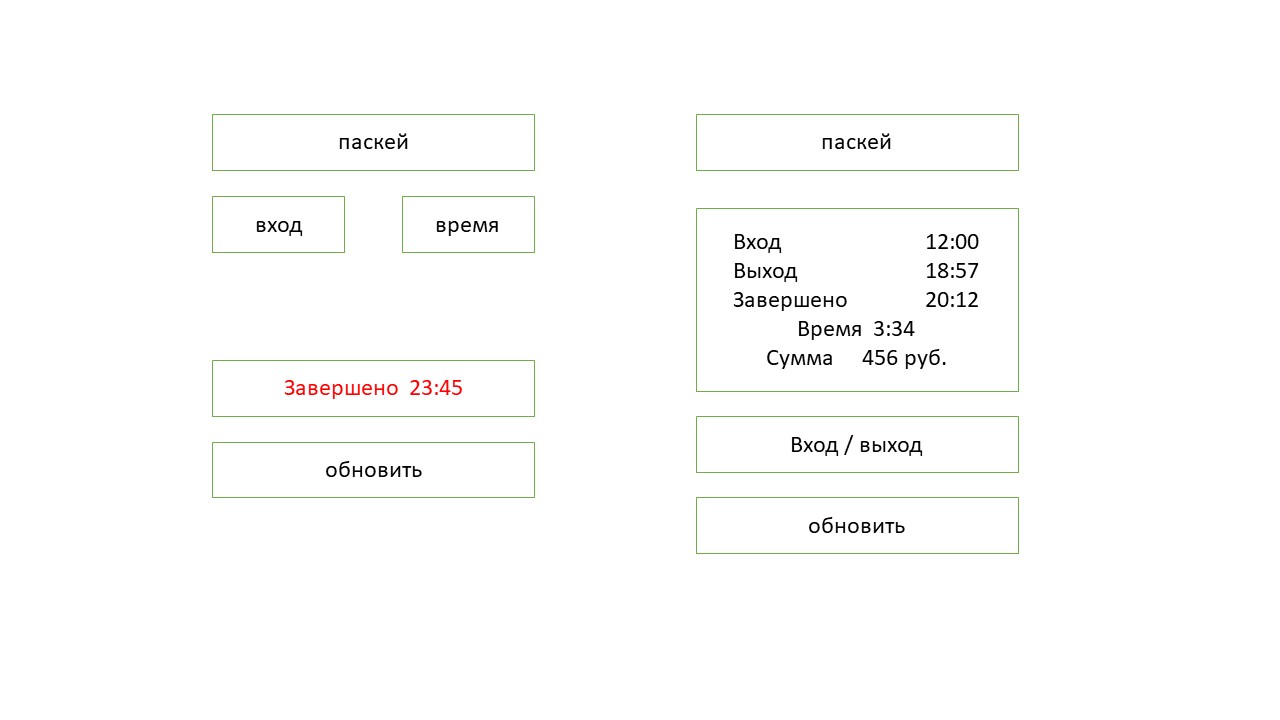 паскей
вход
время
Завершено 23:45
обновить
паскей
Вход 12:00
Выход 18:57
Завершено 20:12
Время 3:34
Сумма 456 руб.
Вход / выход
обновить